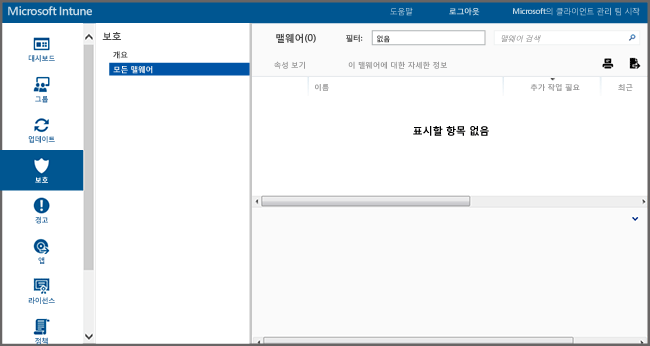 Microsoft Intune
도움말 로그아웃 Microsoft의 클라이언트 관리 팀 시작
대시보드
그룹
업데이트
보호
경고
앱
라이선스
정책
보호
개요
모든 맬웨어
맬웨어(0) 필터: 없음 맬웨어 검색
속성 보기 이 맬웨어에 대한 자세한 정보
이름 추가 작업 필요 최근
표시할 항목 없음